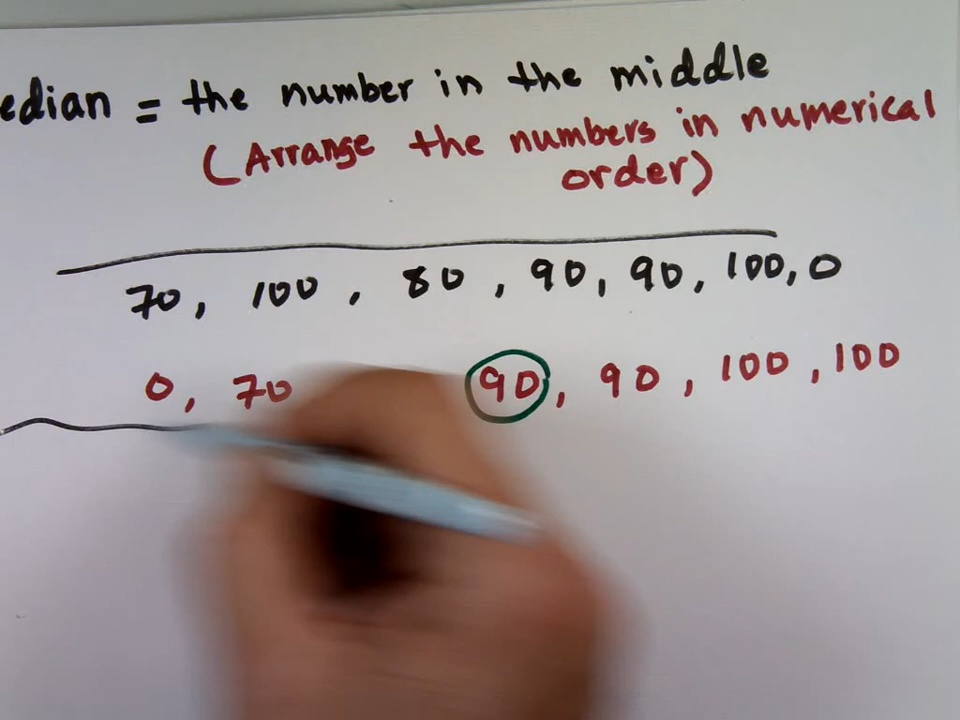 edian = the number in the middle
(Arrange the numbers in numerical
order)
70, 100, 80, 90, 90, 100, 0
0, 70 90, 90, 100, 100